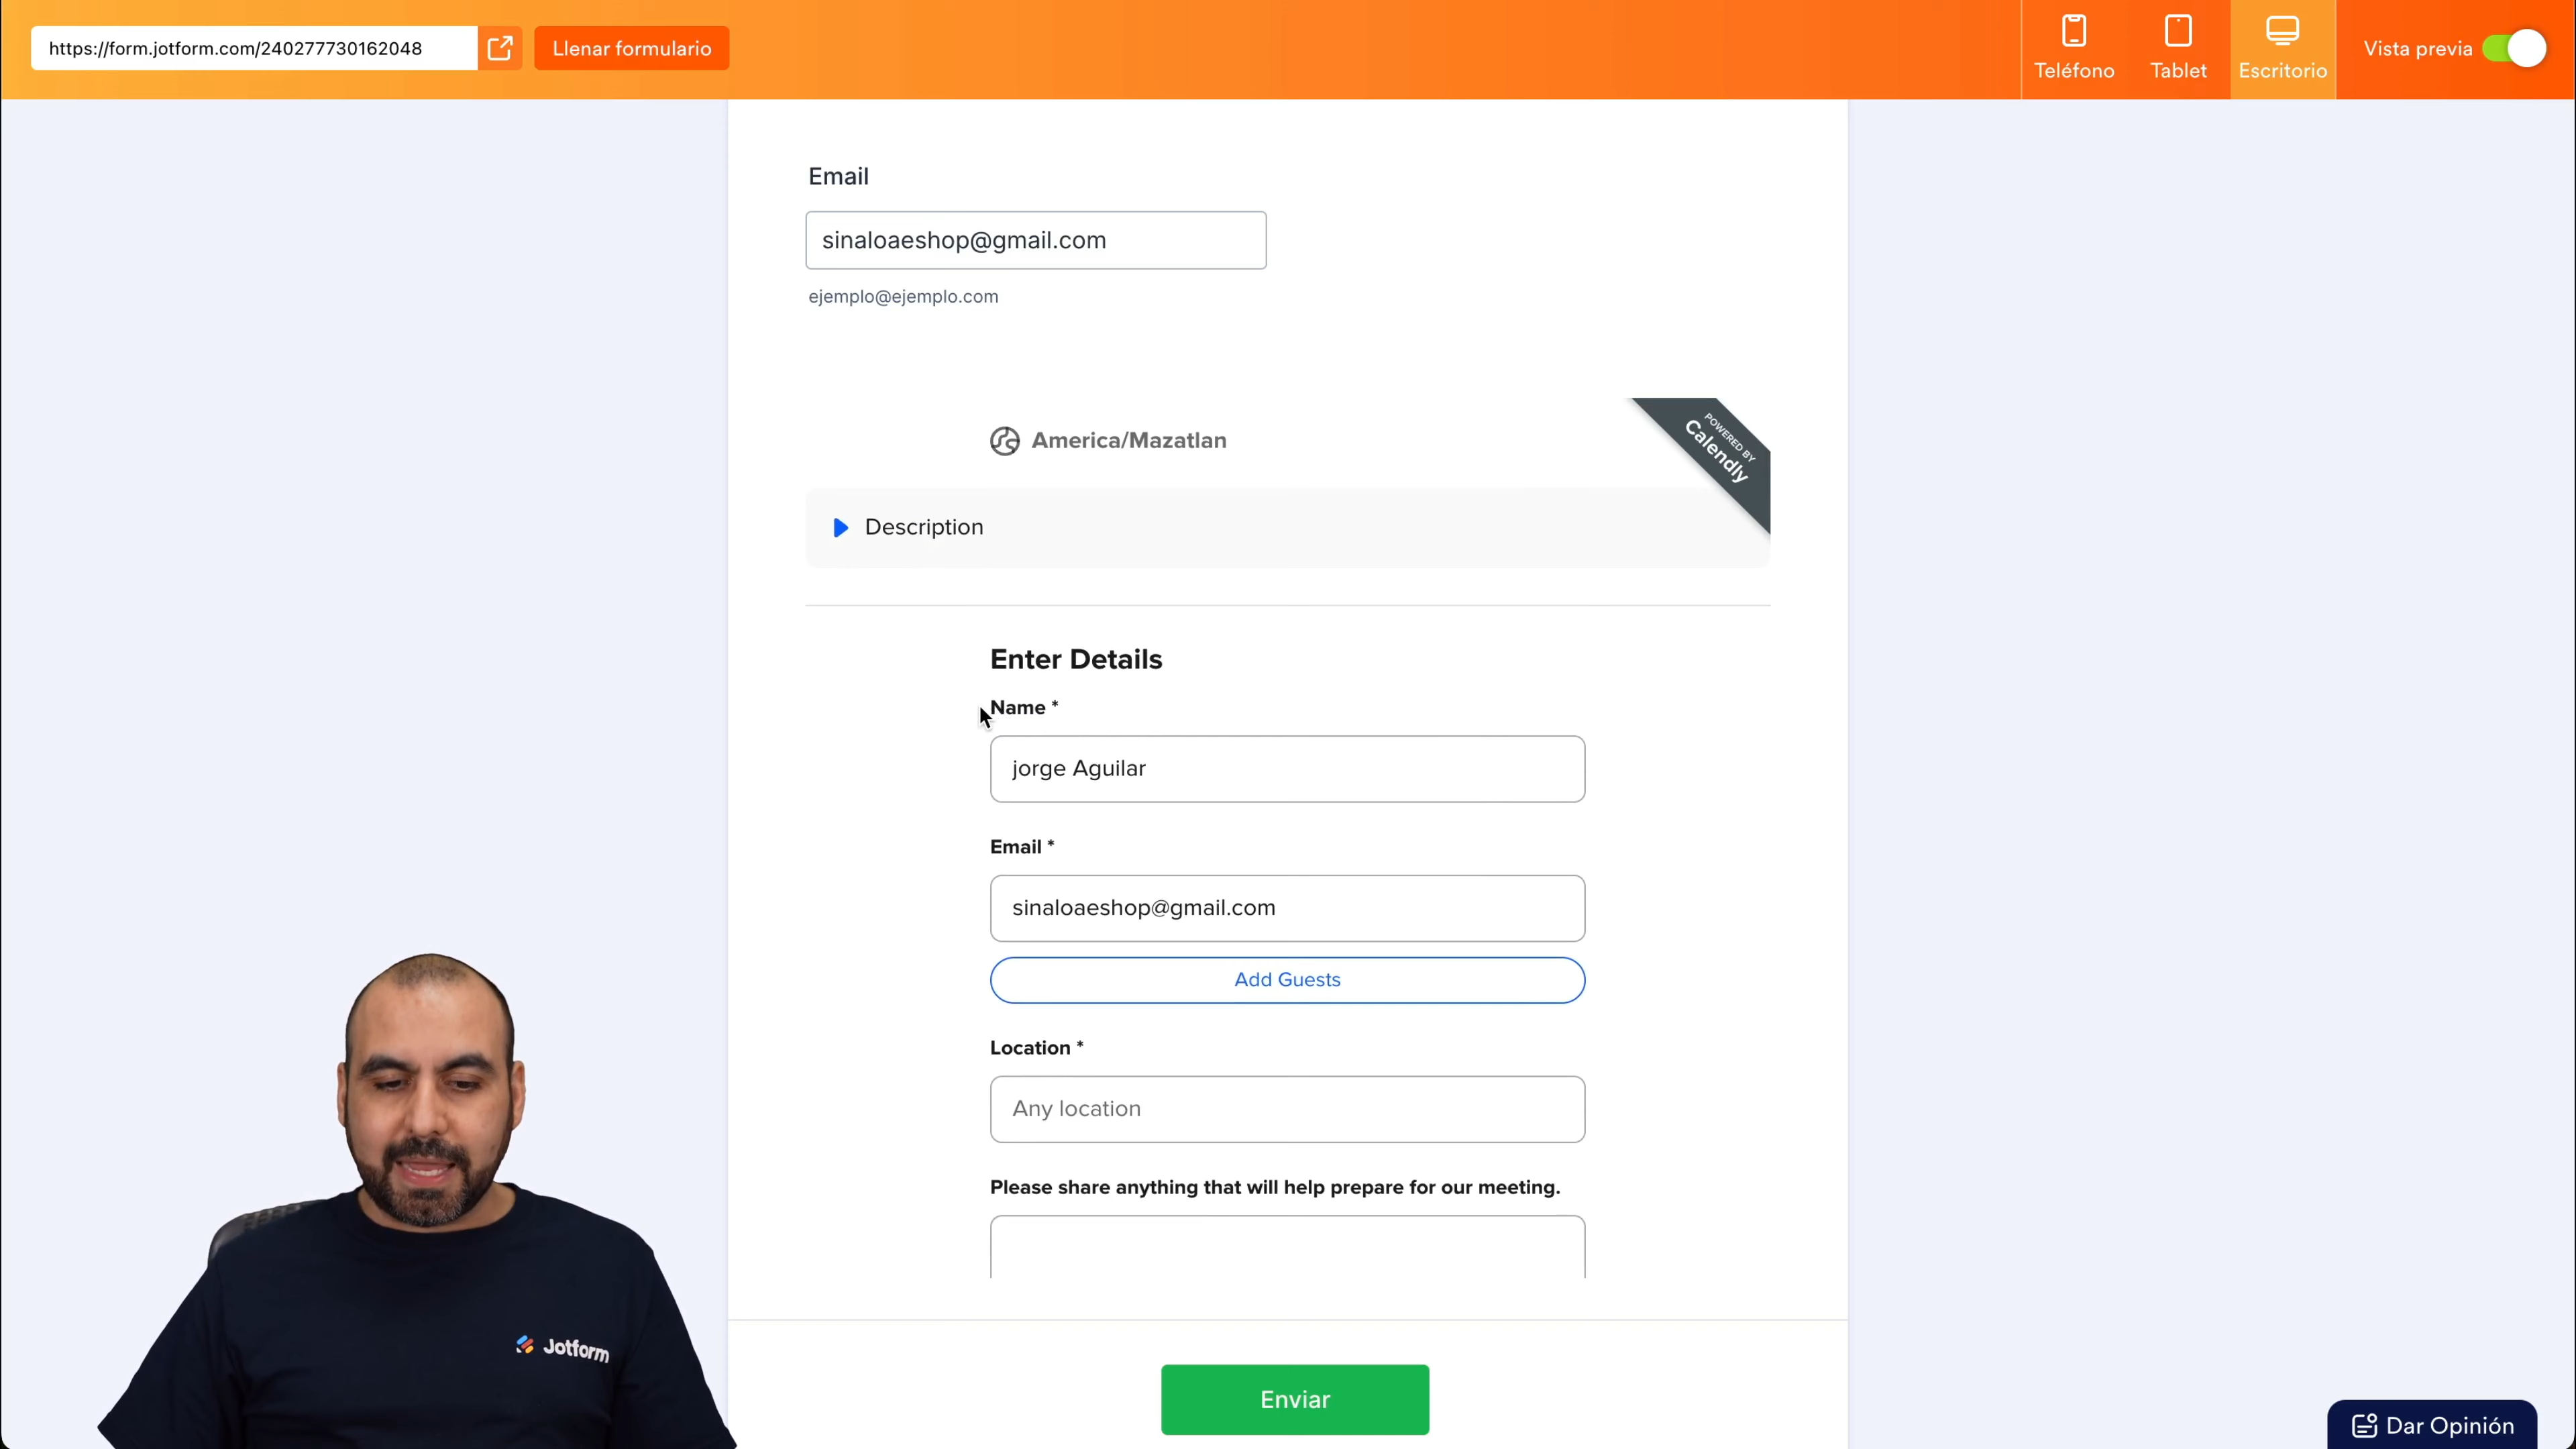 https://form.jotform.com/240277730162048
Llenar formulario
Teléfono
Tablet
Escritorio
Vista previa
Email
sinaloaeshop@gmail.com
ejemplo@ejemplo.com
America/Mazatlan
POWERED BY
Calendly
Description
Enter Details
Name *
jorge Aguilar
Email *
sinaloaeshop@gmail.com
Add Guests
Location *
Any location
Please share anything that will help prepare for our meeting.
Jotform
Enviar
Dar Opinión